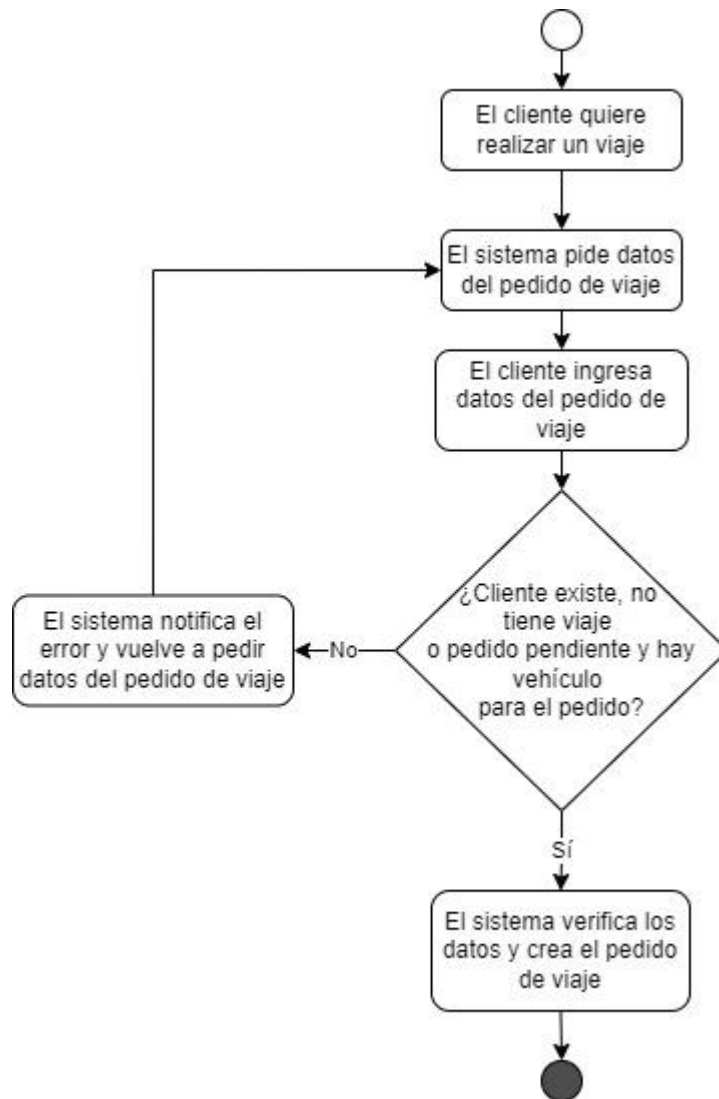 El cliente quiere
realizar un viaje
El sistema pide datos
del pedido de viaje
El cliente ingresa
datos del pedido de
viaje
¿Cliente existe, no
tiene viaje
o pedido pendiente y hay
vehículo
para el pedido?
No
El sistema notifica el
error y vuelve a pedir
datos del pedido de viaje
Sí
El sistema verifica los
datos y crea el pedido
de viaje